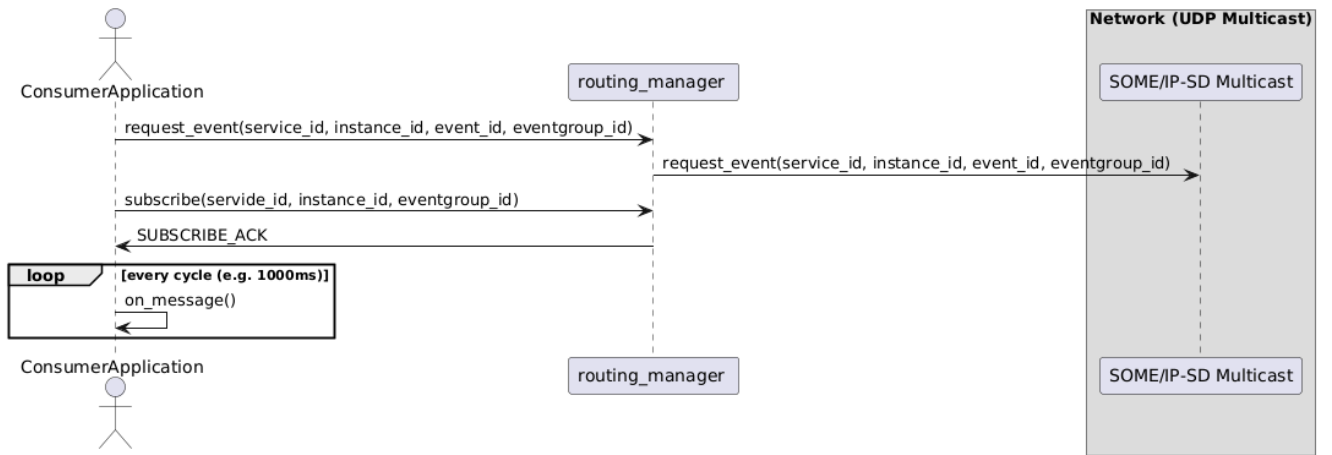 Network (UDP Multicast)
ConsumerApplication
routing_manager
SOME/IP-SD Multicast
request_event(service_id, instance_id, event_id, eventgroup_id)
request_event(service_id, instance_id, event_id, eventgroup_id)
subscribe(servide_id, instance_id, eventgroup_id)
SUBSCRIBE_ACK
loop [every cycle (e.g. 1000ms)]
on_message()
ConsumerApplication
routing_manager
SOME/IP-SD Multicast